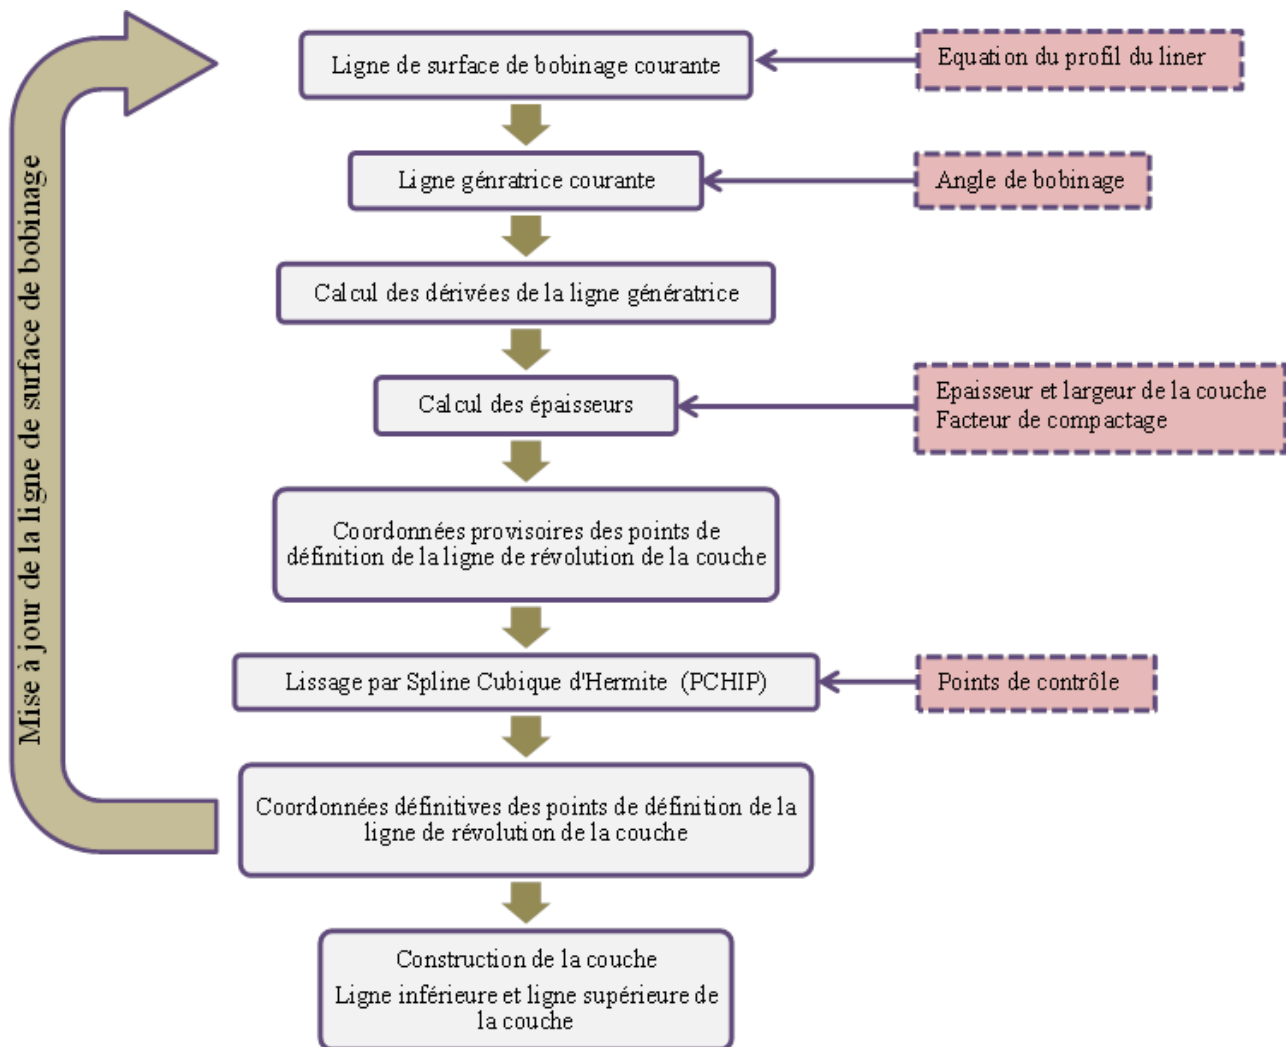 Ligne de surface de bobinage courante
Equation du profil du liner
Ligne génratrice courante
Angle de bobinage
Calcul des dérivées de la ligne génératrice
Calcul des épaisseurs
Epaisseur et largeur de la couche
Facteur de compactage
Coordonnées provisoires des points de
définition de la ligne de révolution de la couche
Lissage par Spline Cubique d'Hermite (PCHIP)
Points de contrôle
Coordonnées définitives des points de définition de la
ligne de révolution de la couche
Construction de la couche
Ligne inférieure et ligne supérieure de
la couche
Mise à jour de la ligne de surface de bobinage